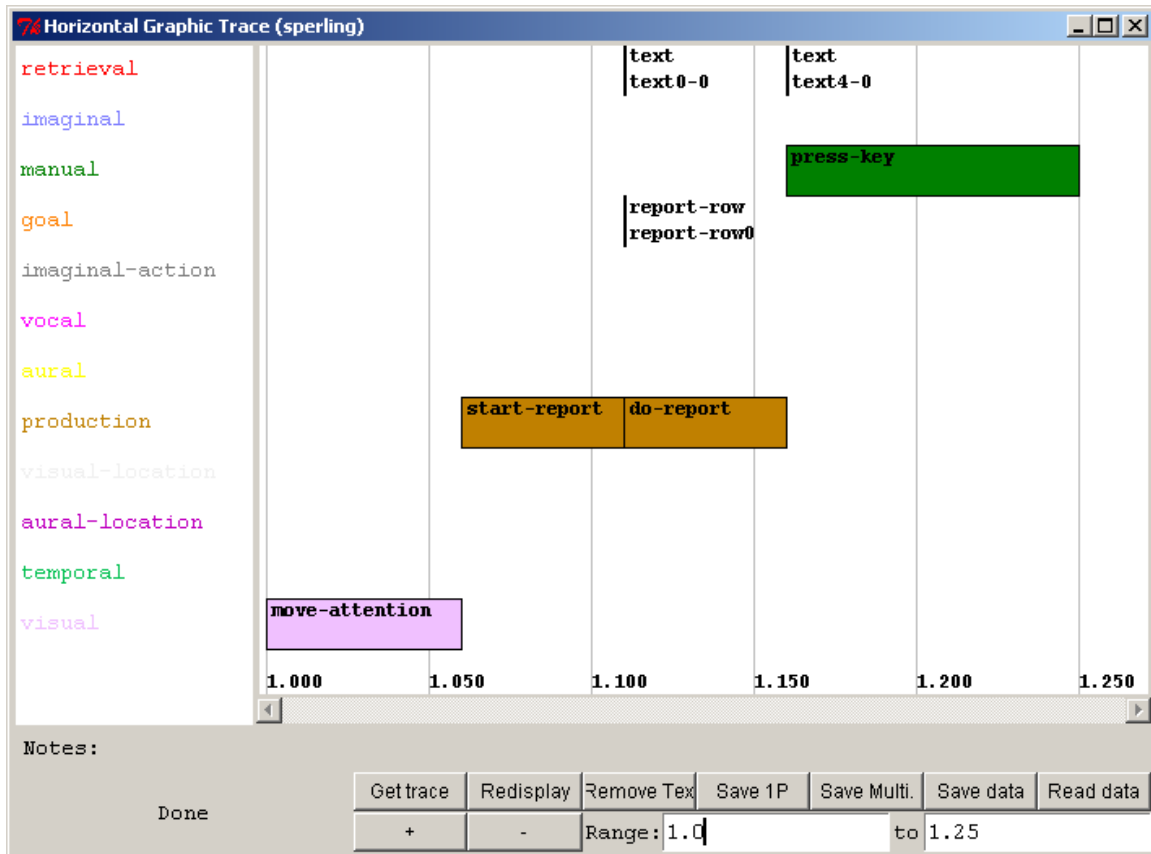 Horizontal Graphic Trace (sperling)
retrieval
text
text0-0
text
text4-0
imaginal
manual
press-key
goal
report-row
report-row0
imaginal-action
vocal
aural
production
start-report
do-report
visual-location
aural-location
temporal
visual
move-attention
1.000 1.050 1.100 1.150 1.200 1.250
Notes:
Done
Get trace Redisplay Remove Tex Save 1P Save Multi. Save data Read data
+ - Range: 1.0 to 1.25